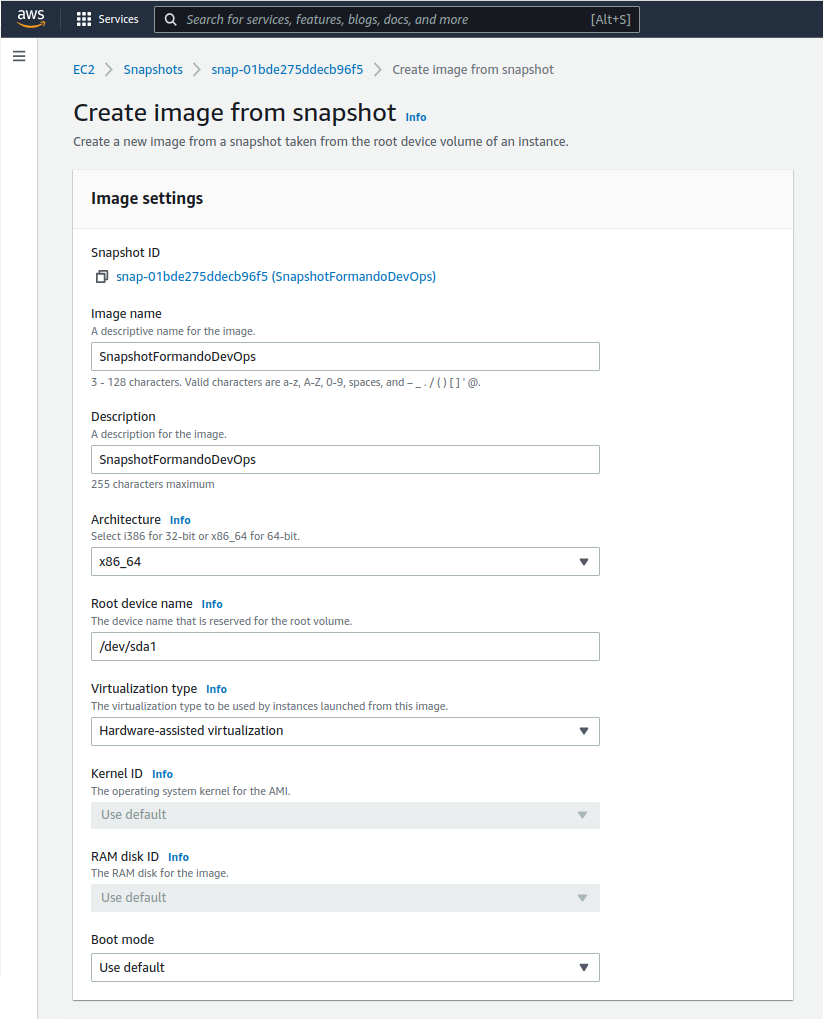 aws
Services
Search for services, features, blogs, docs, and more
[Alt+S]
EC2 > Snapshots > snap-01bde275ddecb96f5 > Create image from snapshot
Create image from snapshot Info
Create a new image from a snapshot taken from the root device volume of an instance.
Image settings
Snapshot ID
snap-01bde275ddecb96f5 (SnapshotFormandoDevOps)
Image name
A descriptive name for the image.
SnapshotFormandoDevOps
3 - 128 characters. Valid characters are a-z, A-Z, 0-9, spaces, and – _ . / ( ) [ ] ' @.
Description
A description for the image.
SnapshotFormandoDevOps
255 characters maximum
Architecture Info
Select i386 for 32-bit or x86_64 for 64-bit.
x86_64
Root device name Info
The device name that is reserved for the root volume.
/dev/sda1
Virtualization type Info
The virtualization type to be used by instances launched from this image.
Hardware-assisted virtualization
Kernel ID Info
The operating system kernel for the AMI.
Use default
RAM disk ID Info
The RAM disk for the image.
Use default
Boot mode
Use default